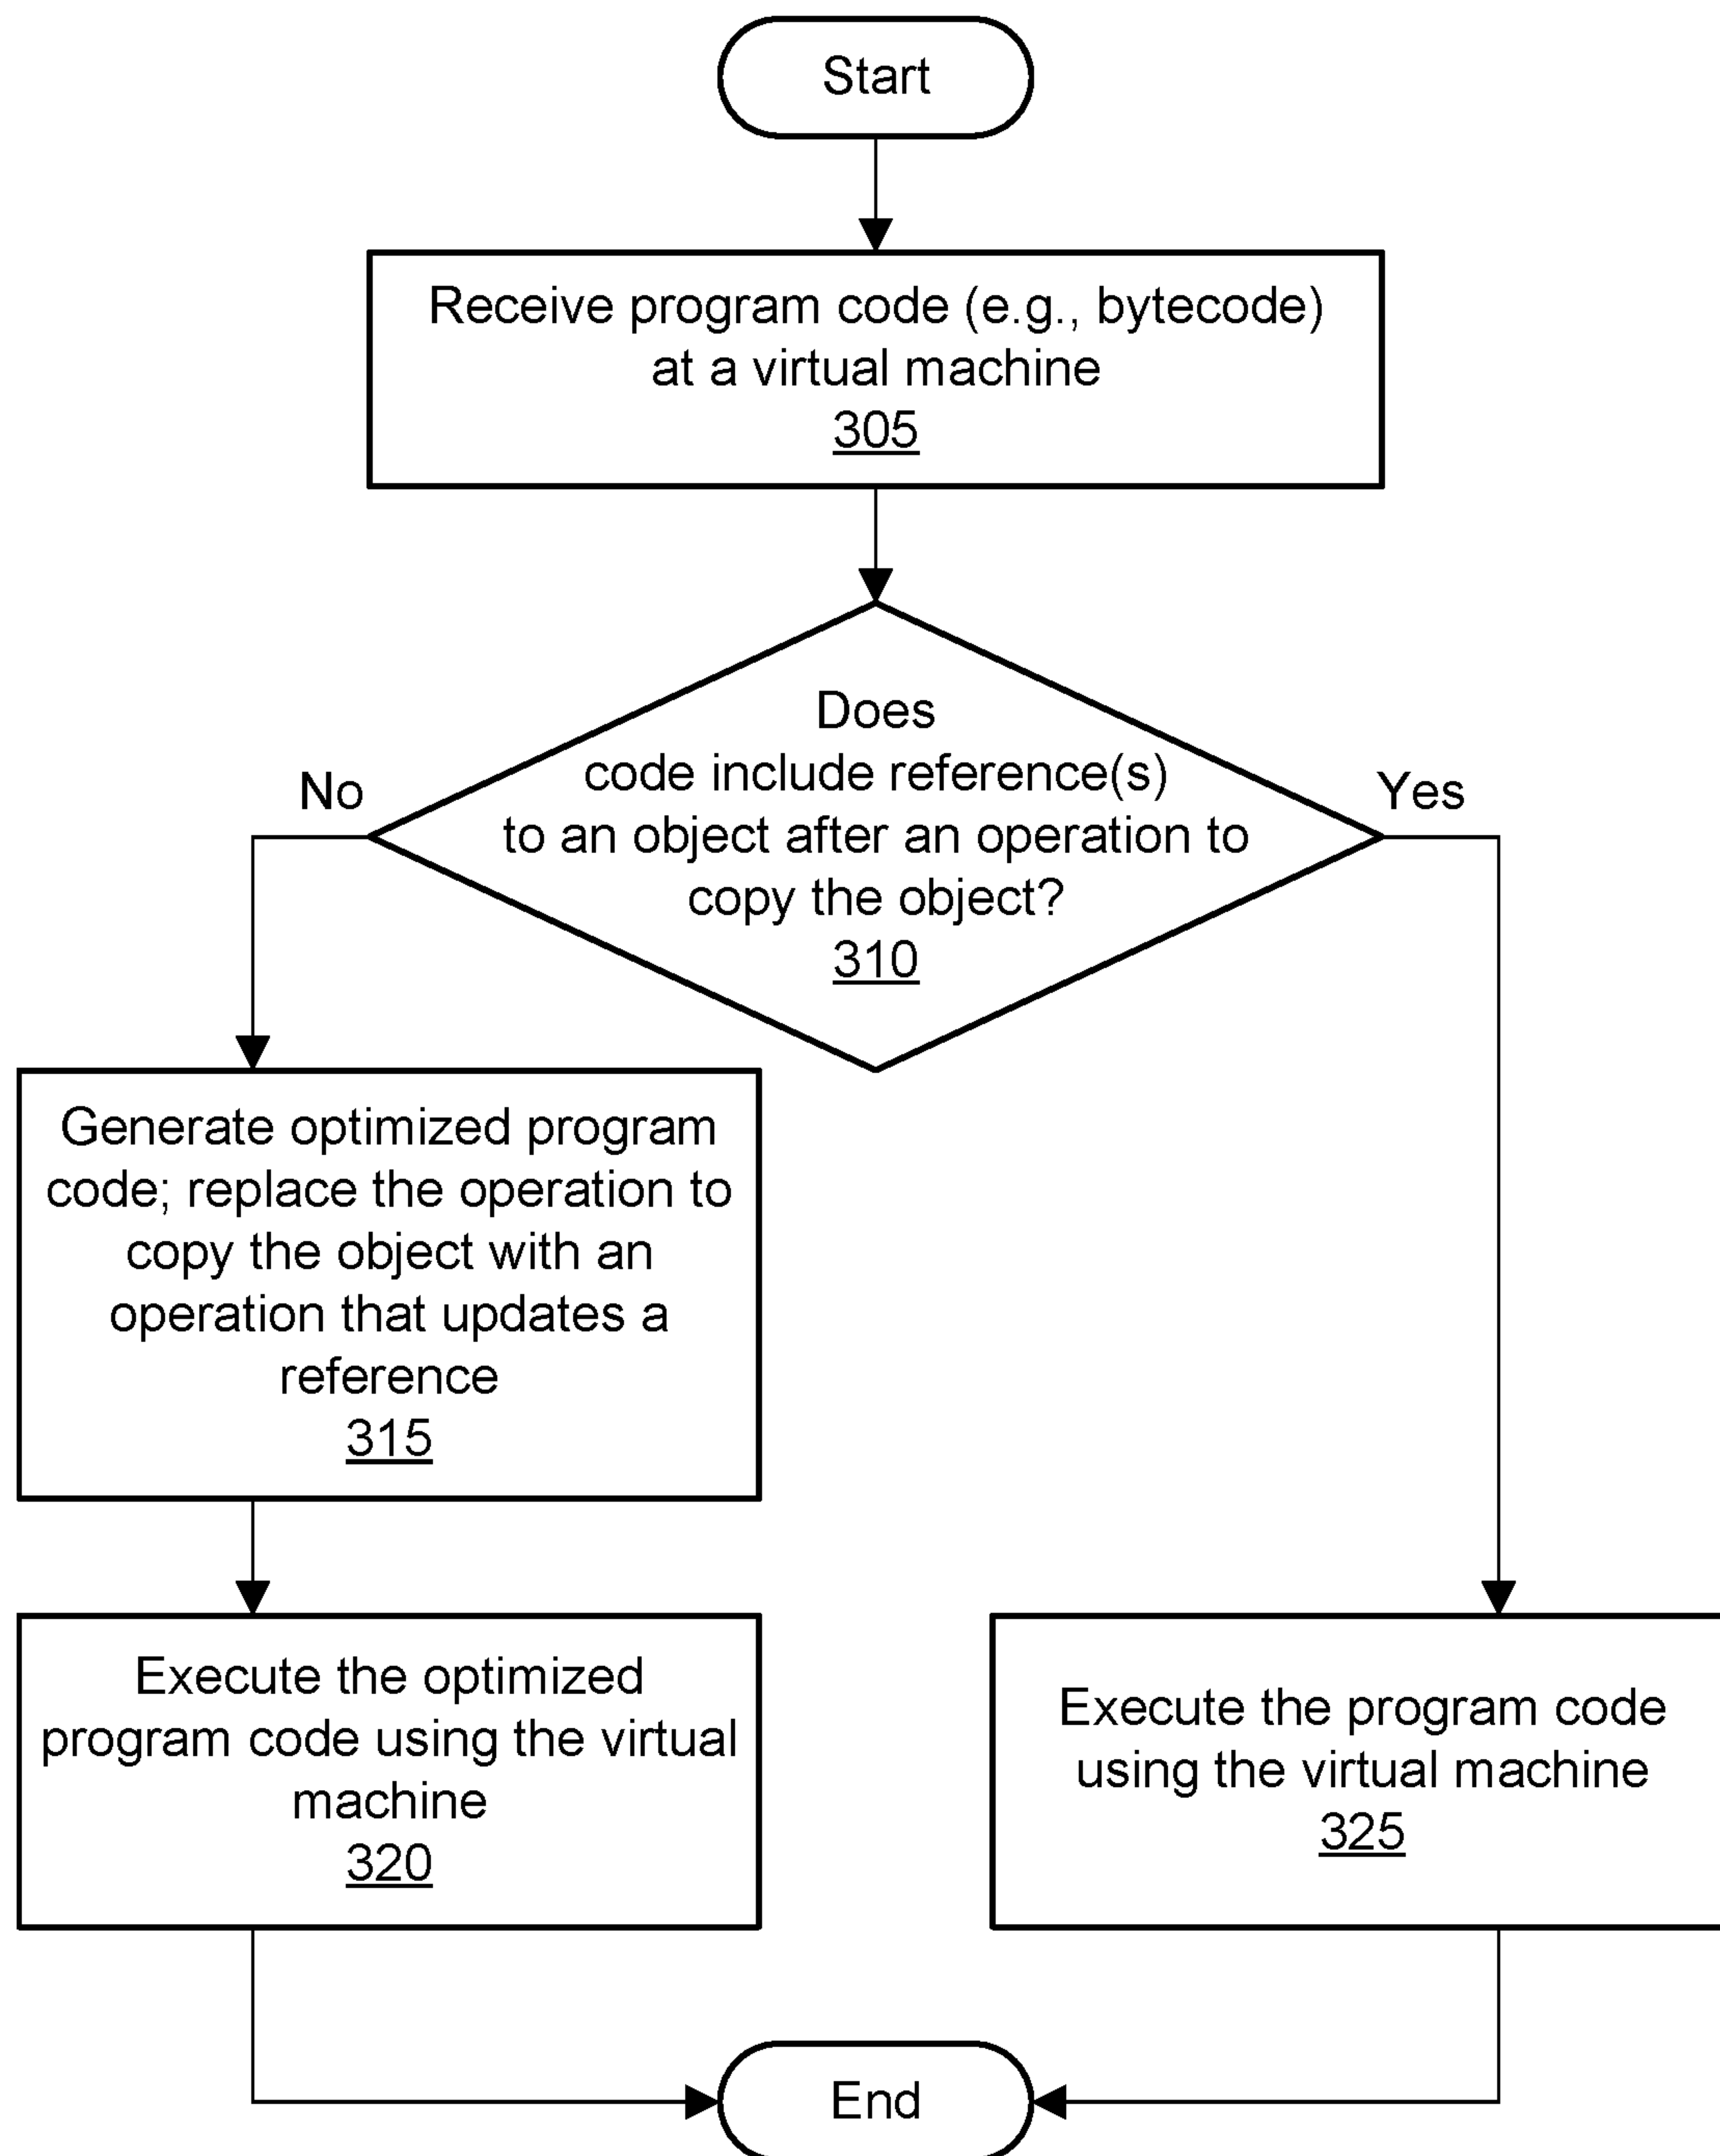 Start
Receive program code (e.g., bytecode)
at a virtual machine
305
Does
code include reference(s)
to an object after an operation to
copy the object?
310
No
Yes
Generate optimized program
code; replace the operation to
copy the object with an
operation that updates a
reference
315
Execute the optimized
program code using the virtual
machine
320
Execute the program code
using the virtual machine
325
End